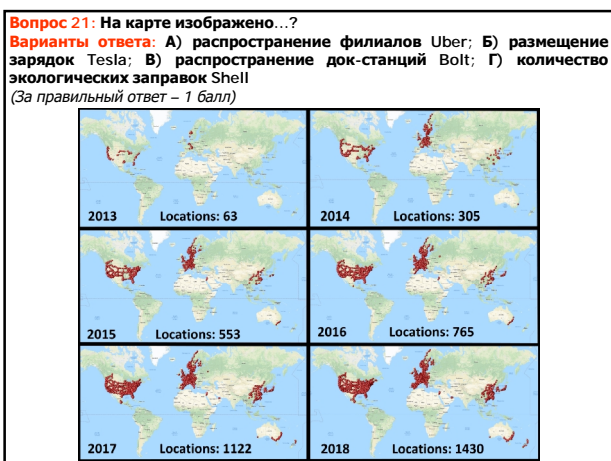 Вопрос 21: На карте изображено…?
Варианты ответа: А) распространение филиалов Uber; Б) размещение
зарядок Tesla; В) распространение док-станций Bolt; Г) количество
экологических заправок Shell
(За правильный ответ – 1 балл)
2013 Locations: 63
2014 Locations: 305
2015 Locations: 553
2016 Locations: 765
2017 Locations: 1122
2018 Locations: 1430